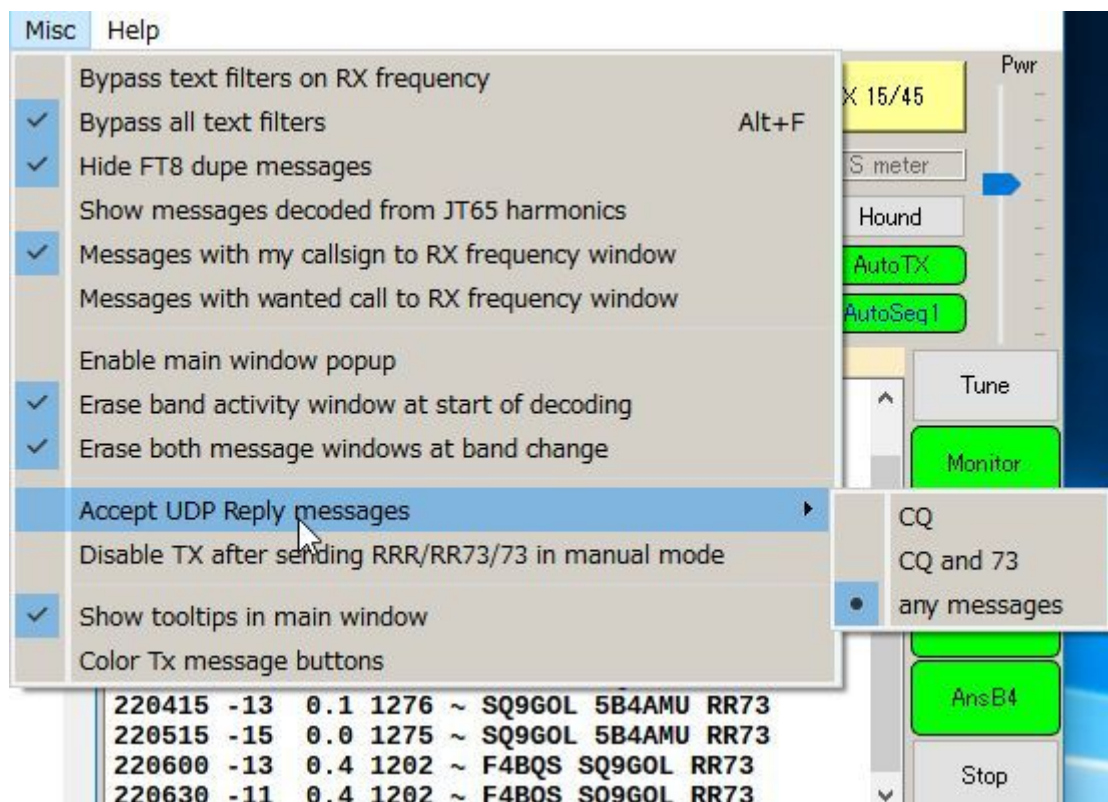 Misc Help
Bypass text filters on RX frequency
Bypass all text filters Alt+F
Hide FT8 dupe messages
Show messages decoded from JT65 harmonics
Messages with my callsign to RX frequency window
Messages with wanted call to RX frequency window
Enable main window popup
Erase band activity window at start of decoding
Erase both message windows at band change
Accept UDP Reply messages
Disable TX after sending RRR/RR73/73 in manual mode
Show tooltips in main window
Color Tx message buttons
CQ
CQ and 73
any messages
X 15/45
Pwr
S meter
Hound
AutoTX
AutoSeq1
Tune
Monitor
AnsB4
Stop
220415 -13 0.1 1276 ~ SQ9GOL 5B4AMU RR73
220515 -15 0.0 1275 ~ SQ9GOL 5B4AMU RR73
220600 -13 0.4 1202 ~ F4BQS SQ9GOL RR73
220630 -11 0.4 1202 ~ F4BQS SQ9GOL RR73